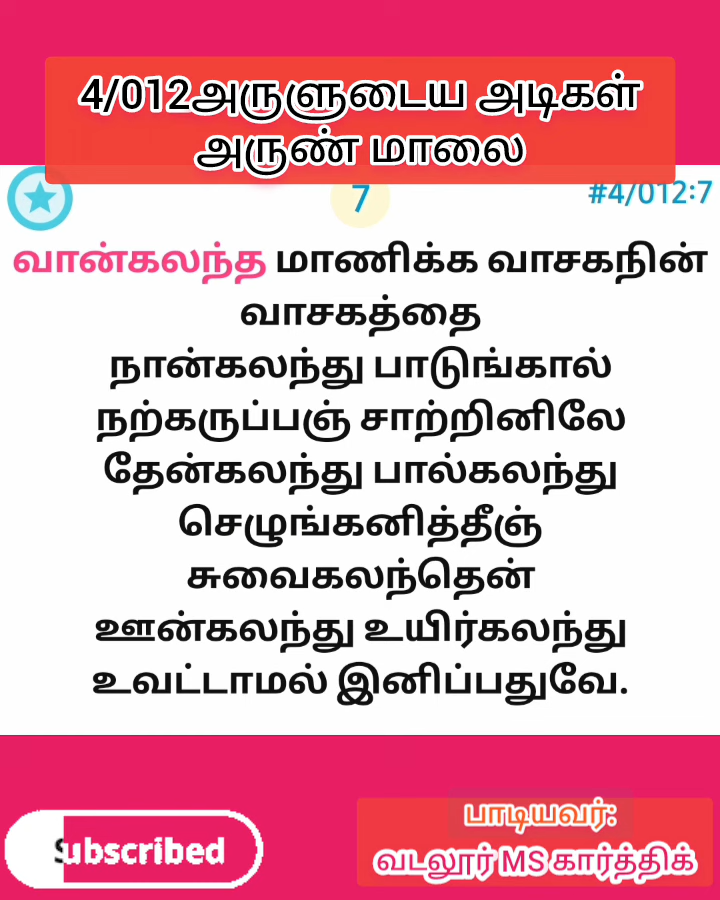 4/012அருளுடைய அடிகள்
அருண் மாலை
7
#4/012:7
வான்கலந்த மாணிக்க வாசகநின்
வாசகத்தை
நான்கலந்து பாடுங்கால்
நற்கருப்பஞ் சாற்றினிலே
தேன்கலந்து பால்கலந்து
செழுங்கனித்தீஞ்
சுவைகலந்தென்
ஊன்கலந்து உயிர்கலந்து
உவட்டாமல் இனிப்பதுவே.
Subscribed
பாடியவர்:
வடலூர் MS கார்த்திக்